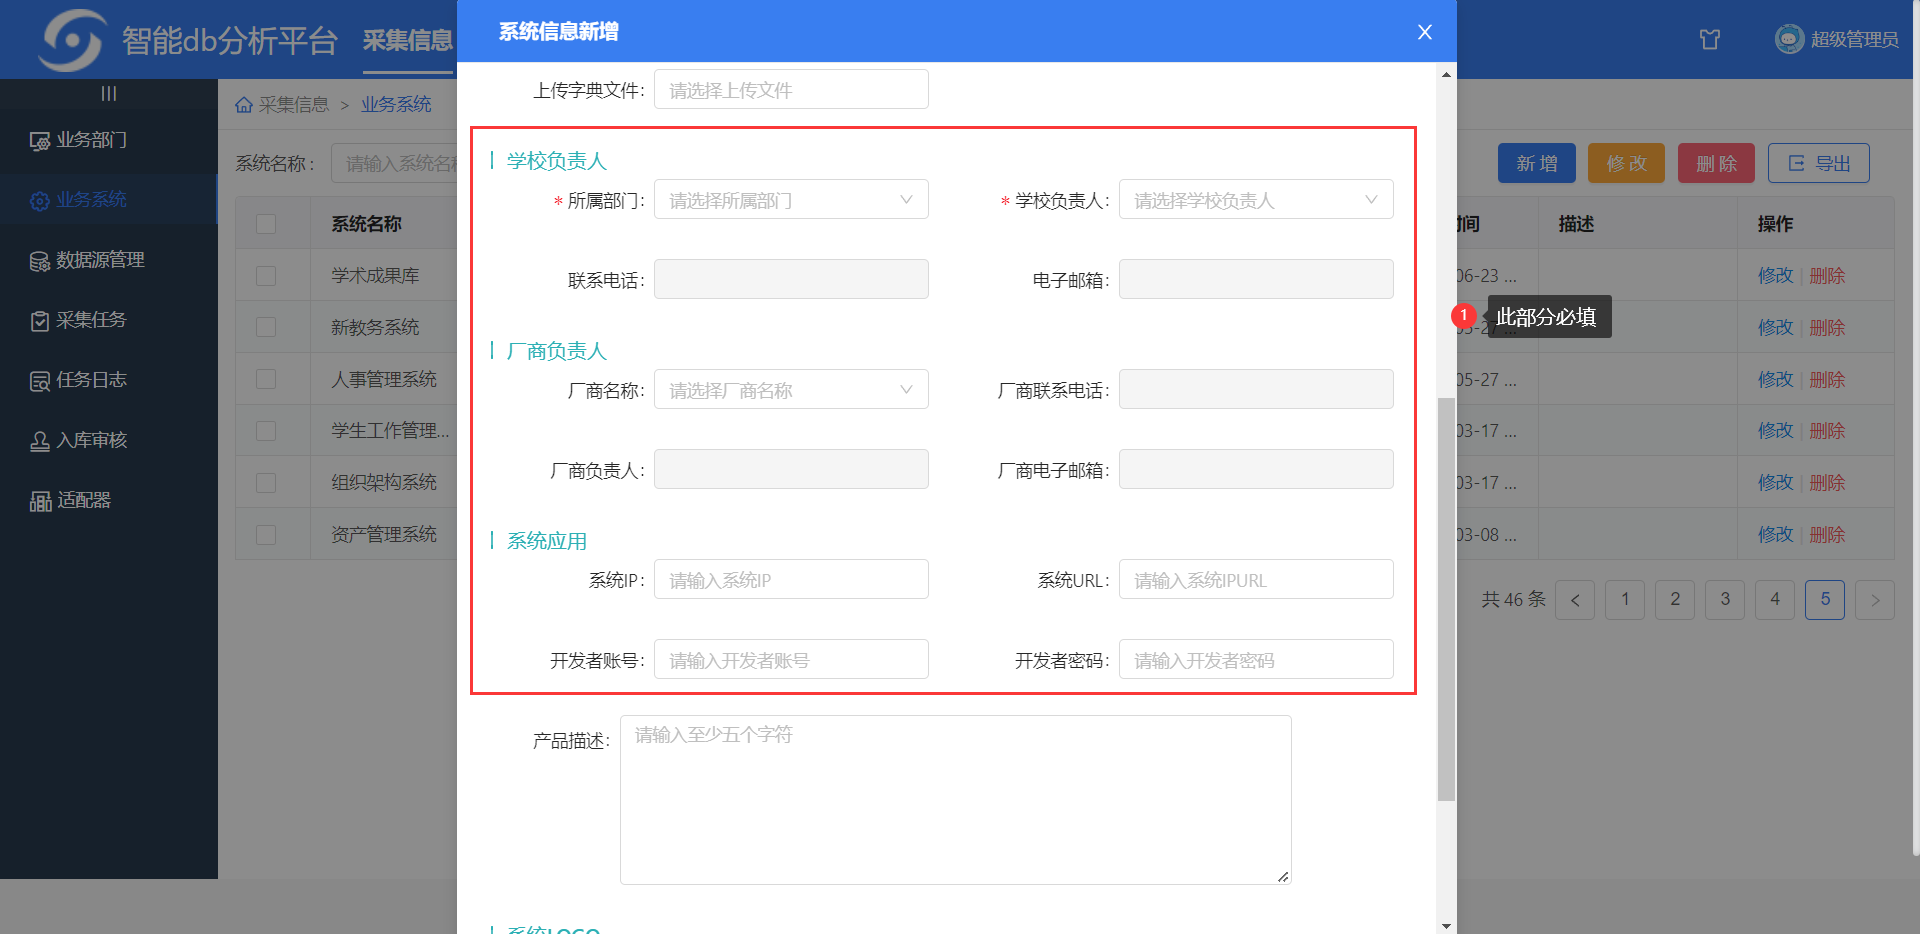 智能db分析平台
采集信息
系统信息新增
超级管理员
业务部门
业务系统
数据源管理
采集任务
任务日志
入库审核
适配器
采集信息 > 业务系统
系统名称：
请输入系统名称
新 增
修 改
删 除
导出
系统名称
间
描述
操作
学术成果库
06-23 ...
修改 | 删除
新教务系统
05-27 ...
修改 | 删除
人事管理系统
05-27 ...
修改 | 删除
学生工作管理...
03-17 ...
修改 | 删除
组织架构系统
03-17 ...
修改 | 删除
资产管理系统
03-08 ...
修改 | 删除
共 46 条
< 1 2 3 4 5 >
上传字典文件：
请选择上传文件
学校负责人
* 所属部门：
请选择所属部门
* 学校负责人：
请选择学校负责人
联系电话：
电子邮箱：
厂商负责人
厂商名称：
请选择厂商名称
厂商联系电话：
厂商负责人：
厂商电子邮箱：
系统应用
系统IP：
请输入系统IP
系统URL：
请输入系统IPURL
开发者账号：
请输入开发者账号
开发者密码：
请输入开发者密码
产品描述：
请输入至少五个字符
系统LOGO
1
此部分必填